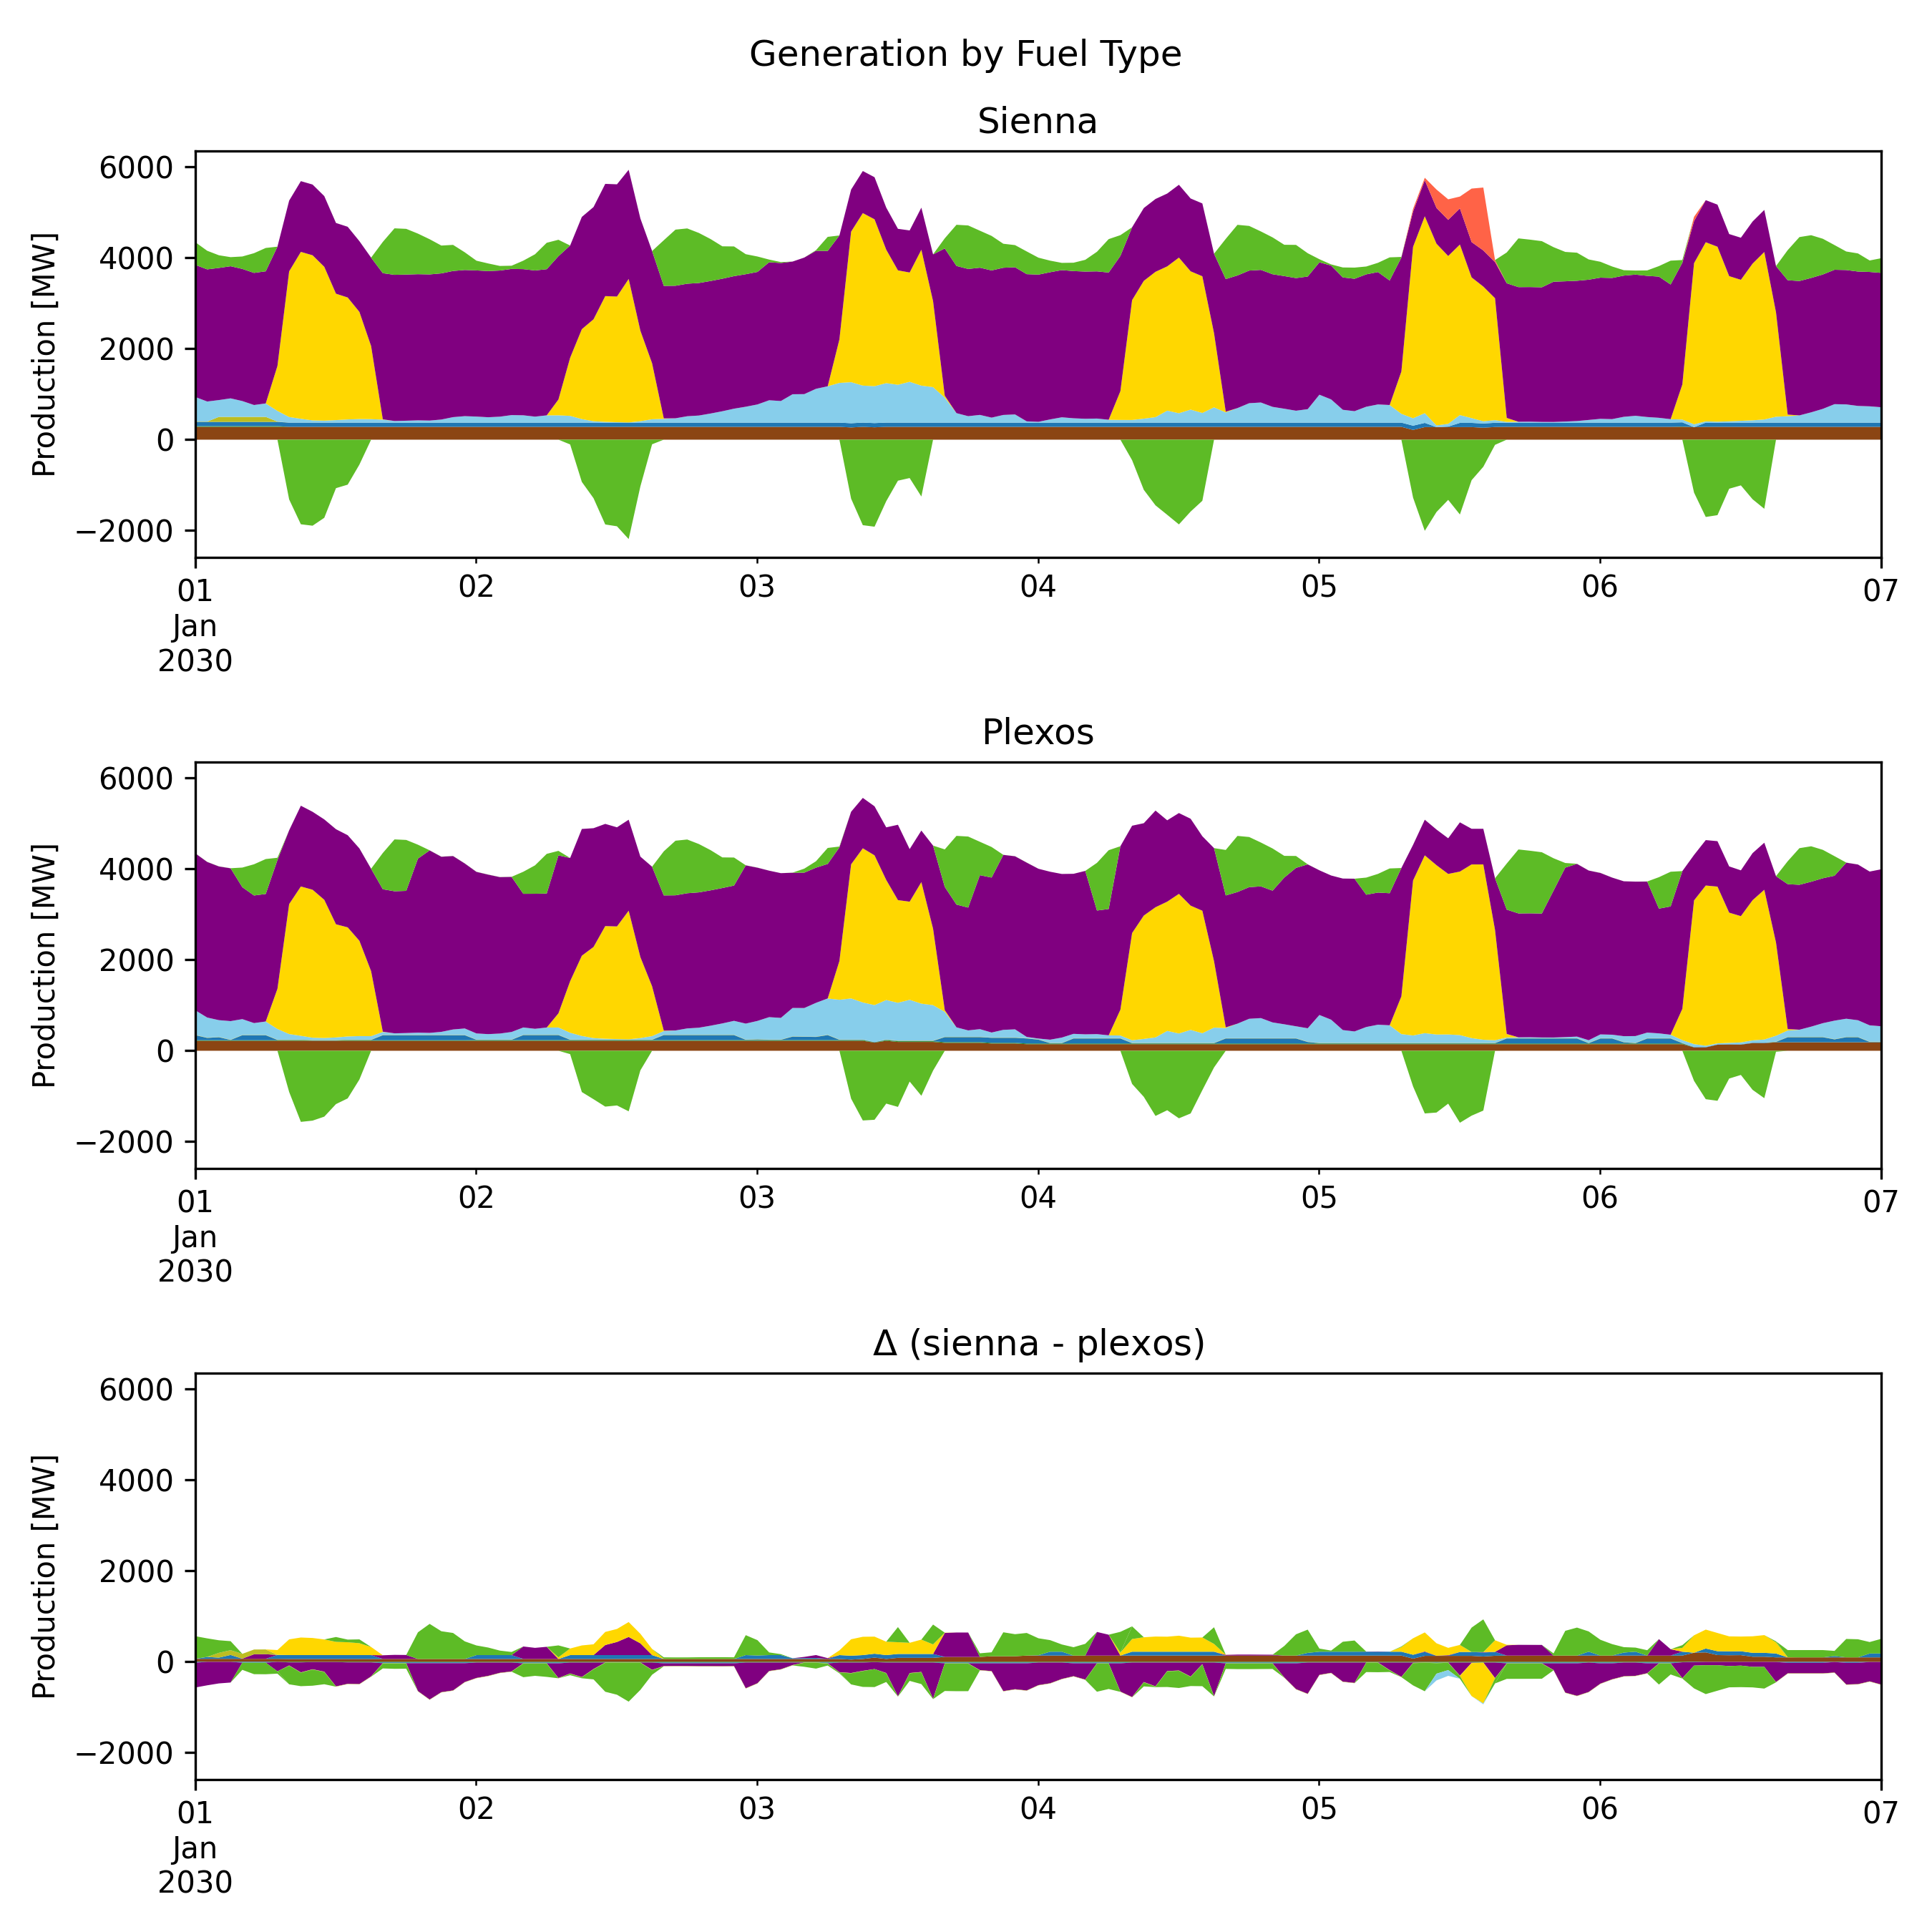 Generation by Fuel Type
Sienna
Production [MW]
6000
4000
2000
0
−2000
01 02 03 04 05 06 07
Jan
2030
Plexos
Production [MW]
6000
4000
2000
0
−2000
01 02 03 04 05 06 07
Jan
2030
Δ (sienna - plexos)
Production [MW]
6000
4000
2000
0
−2000
01 02 03 04 05 06 07
Jan
2030